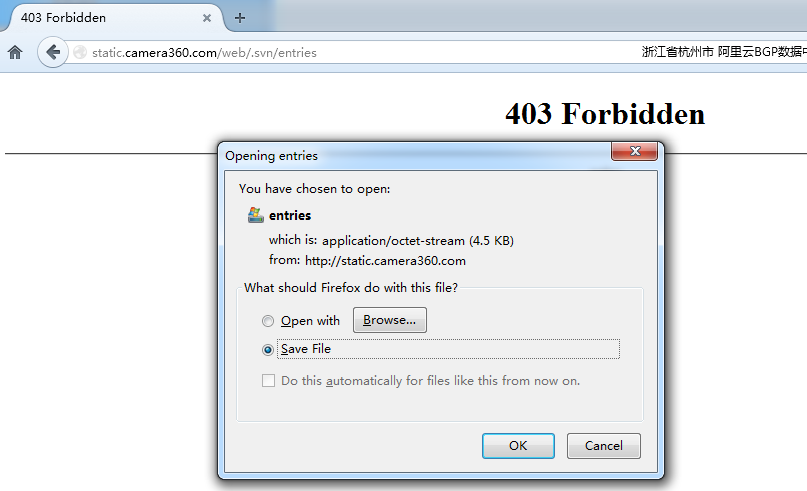 403 Forbidden
static.camera360.com/web/.svn/entries
浙江省杭州市 阿里云BGP数据
403 Forbidden
Opening entries
You have chosen to open:
entries
which is: application/octet-stream (4.5 KB)
from: http://static.camera360.com
What should Firefox do with this file?
Open with
Browse...
Save File
Do this automatically for files like this from now on.
OK
Cancel